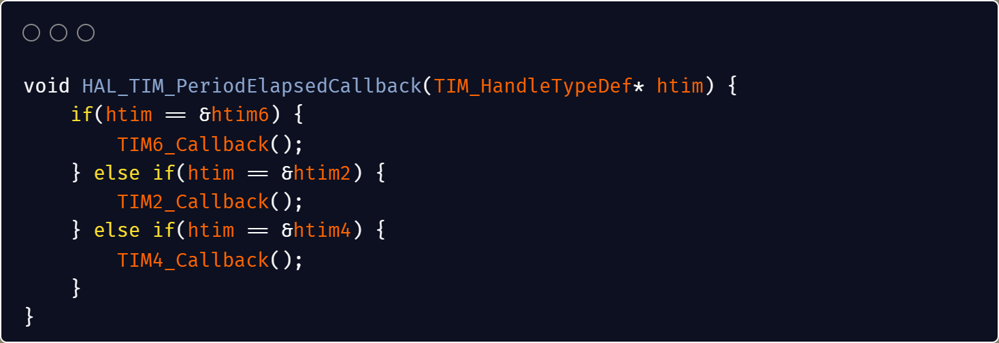 void HAL_TIM_PeriodElapsedCallback(TIM_HandleTypeDef* htim) {
    if(htim == &htim6) {
        TIM6_Callback();
    } else if(htim == &htim2) {
        TIM2_Callback();
    } else if(htim == &htim4) {
        TIM4_Callback();
    }
}